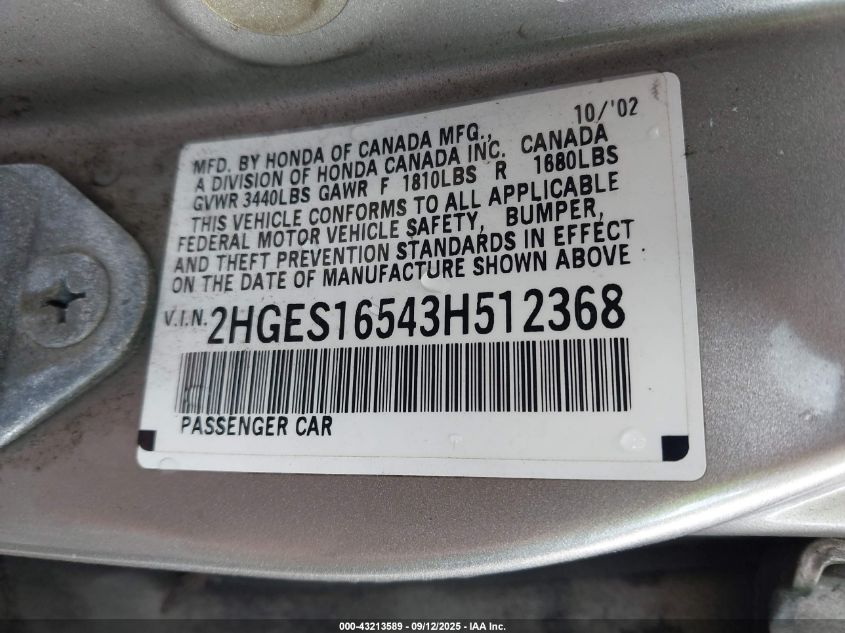 10/'02
MFD. BY HONDA OF CANADA MFG.,
A DIVISION OF HONDA CANADA INC. CANADA
GVWR 3440LBS GAWR F 1810LBS R 1680LBS
THIS VEHICLE CONFORMS TO ALL APPLICABLE
FEDERAL MOTOR VEHICLE SAFETY, BUMPER,
AND THEFT PREVENTION STANDARDS IN EFFECT
ON THE DATE OF MANUFACTURE SHOWN ABOVE
V.I.N. 2HGES16543H512368
PASSENGER CAR
000-43213589 - 09/12/2025 - IAA Inc.